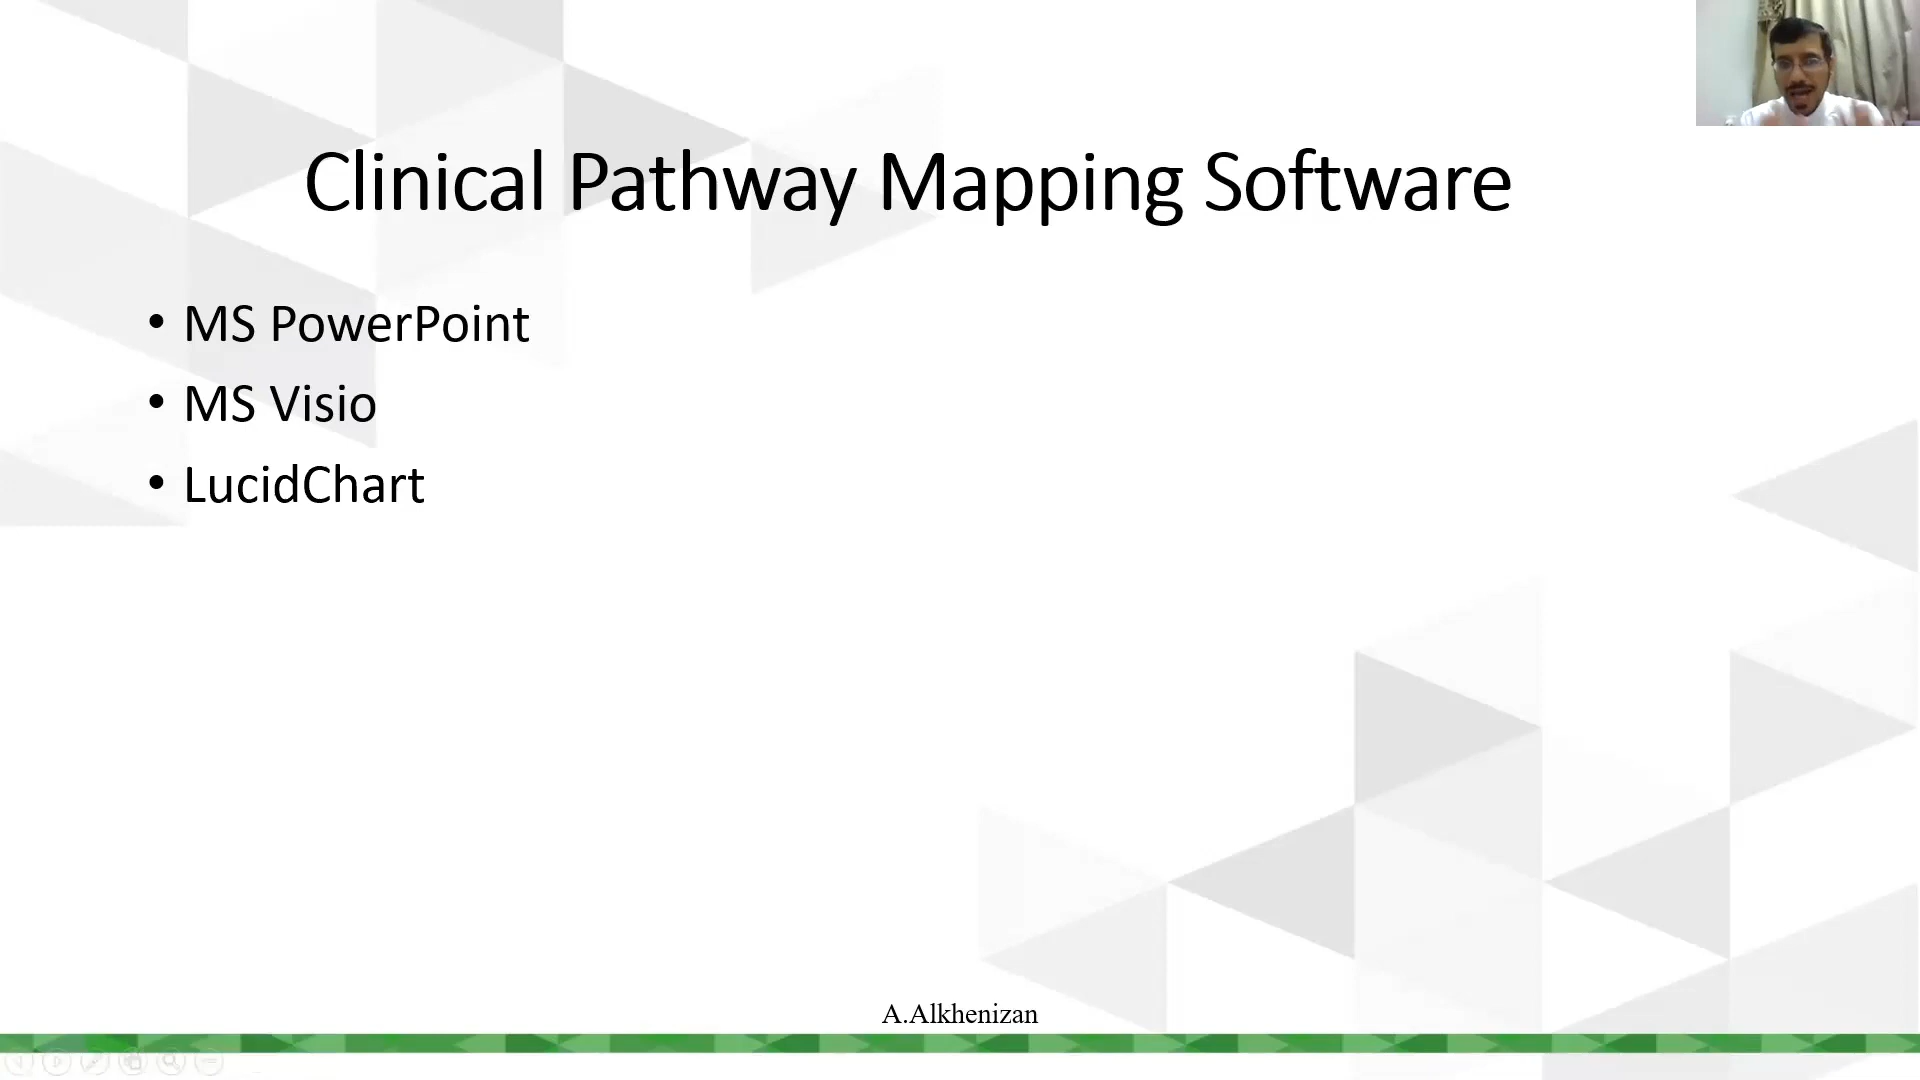 Clinical Pathway Mapping Software
• MS PowerPoint
• MS Visio
• LucidChart
A.Alkhenizan